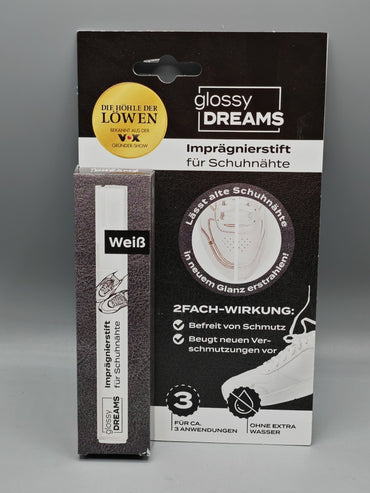 DIE HÖHLE DER
LÖWEN
BEKANNT AUS DER
VOX
GRÜNDER-SHOW
glossy
DREAMS
Imprägnierstift
für Schuhnähte
Lässt alte Schuhnähte
in neuem Glanz erstrahlen!
2FACH-WIRKUNG:
Befreit von Schmutz
Beugt neuen Ver-
schmutzungen vor
3
FÜR CA.
3 ANWENDUNGEN
OHNE EXTRA
WASSER
Weiß
Imprägnierstift
für Schuhnähte
glossy
DREAMS